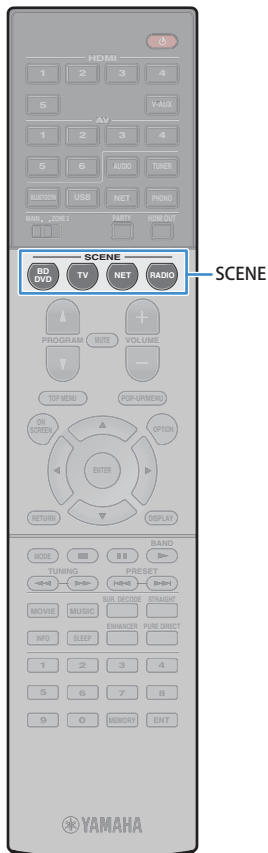 HDMI
1 2 3 4
5 V-AUX
AV
1 2 3 4
5 6 AUDIO TUNER
BLUETOOTH USB NET PHONO
MAIN ZONE 2 PARTY HDMI OUT
SCENE
BD DVD TV NET RADIO
SCENE
PROGRAM MUTE VOLUME
TOP MENU POP-UP/MENU
ON SCREEN OPTION
ENTER
RETURN DISPLAY
BAND
MODE
TUNING PRESET
SUR. DECODE STRAIGHT
MOVIE MUSIC
ENHANCER PURE DIRECT
INFO SLEEP
1 2 3 4
5 6 7 8
9 0 MEMORY ENT
YAMAHA